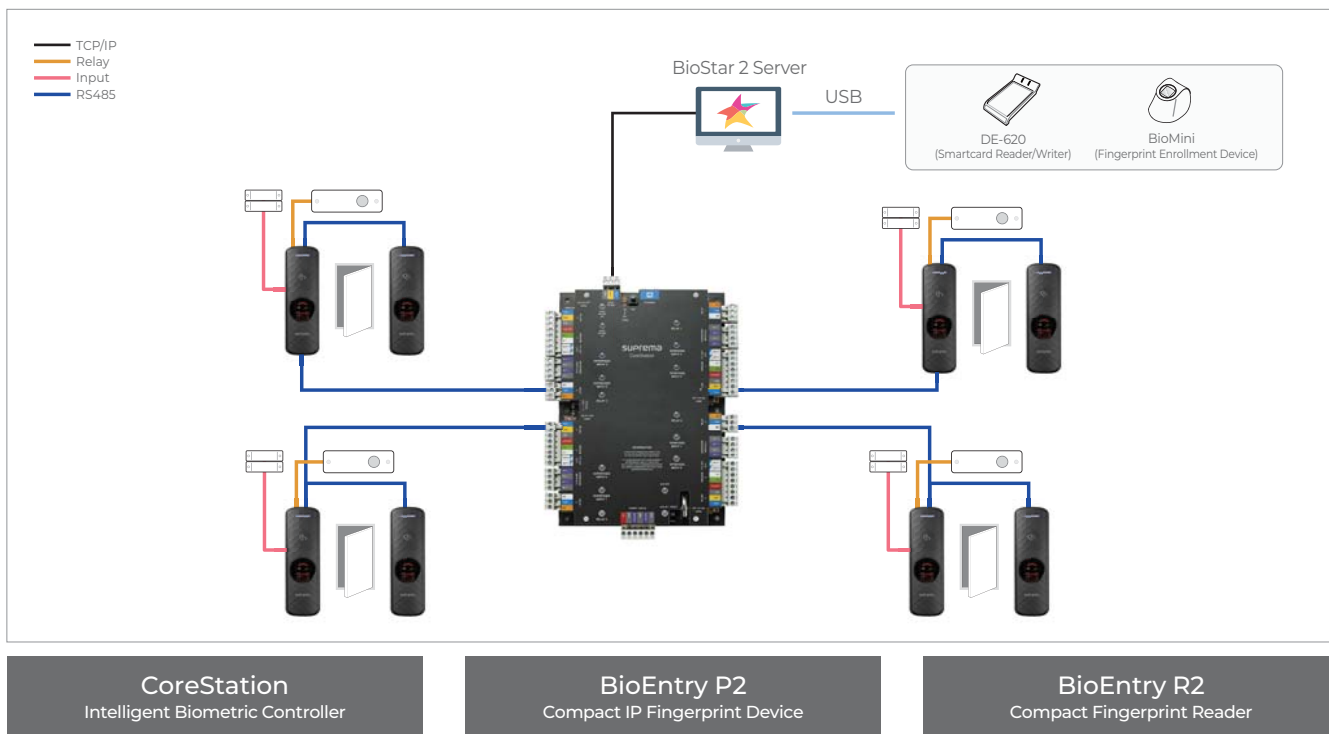 TCP/IP
Relay
Input
RS485
BioStar 2 Server
USB
DE-620
(Smartcard Reader/Writer)
BioMini
(Fingerprint Enrollment Device)
suprema
CoreStation
CoreStation
Intelligent Biometric Controller
BioEntry P2
Compact IP Fingerprint Device
BioEntry R2
Compact Fingerprint Reader